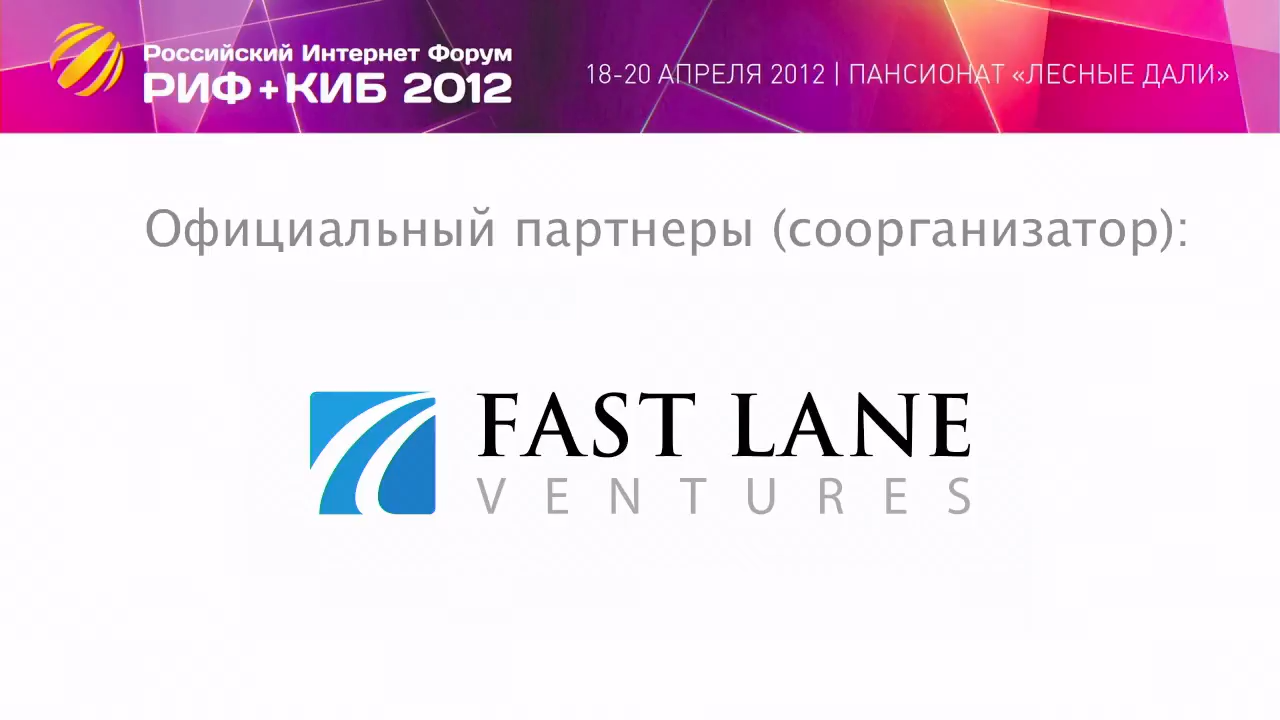 Российский Интернет Форум
РИФ+КИБ 2012
18-20 АПРЕЛЯ 2012 | ПАНСИОНАТ «ЛЕСНЫЕ ДАЛИ»
Официальный партнеры (соорганизатор):
FAST LANE
VENTURES